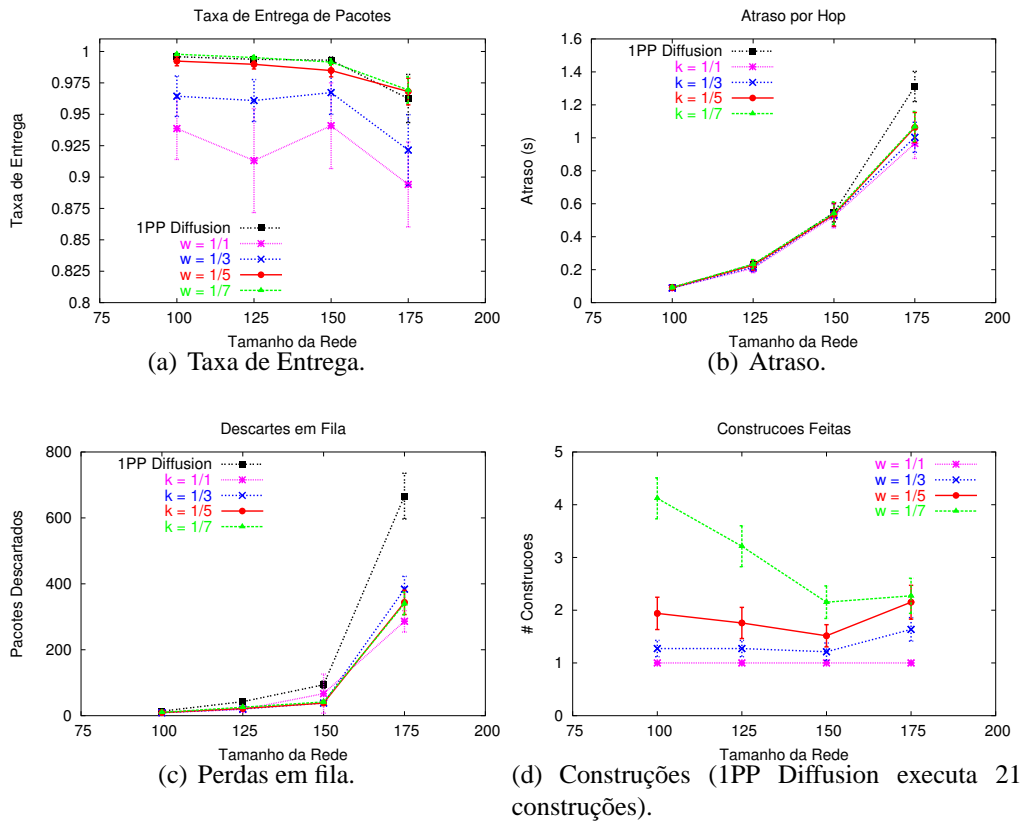 Taxa de Entrega de Pacotes
Taxa de Entrega
1
0.975
0.95
0.925
0.9
0.875
0.85
0.825
0.8
1PP Diffusion
w = 1/1
w = 1/3
w = 1/5
w = 1/7
75 100 125 150 175 200
Tamanho da Rede
(a) Taxa de Entrega.
Atraso por Hop
Atraso (s)
1.6
1.4
1.2
1
0.8
0.6
0.4
0.2
0
1PP Diffusion
k = 1/1
k = 1/3
k = 1/5
k = 1/7
75 100 125 150 175 200
Tamanho da Rede
(b) Atraso.
Descartes em Fila
Pacotes Descartados
800
600
400
200
0
1PP Diffusion
k = 1/1
k = 1/3
k = 1/5
k = 1/7
75 100 125 150 175 200
Tamanho da Rede
(c) Perdas em fila.
Construcoes Feitas
# Construcoes
5
4
3
2
1
0
w = 1/1
w = 1/3
w = 1/5
w = 1/7
75 100 125 150 175 200
Tamanho da Rede
(d) Construções (1PP Diffusion executa 21
construções).